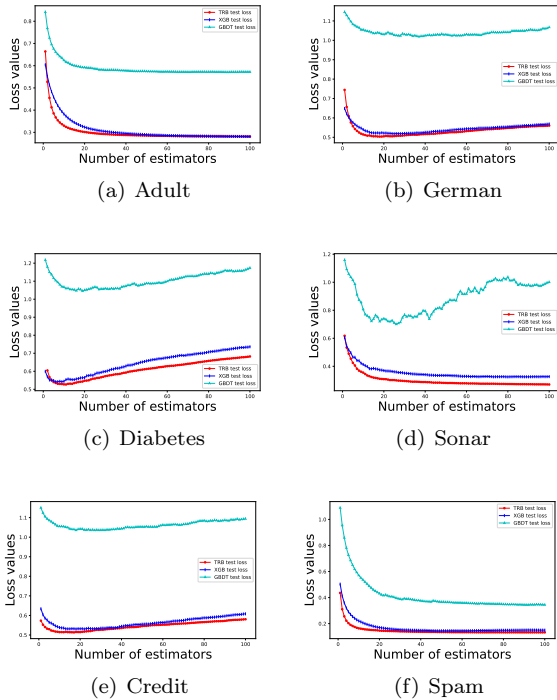 0.8
0.7
0.6
0.5
0.4
0.3
Loss values
TRB test loss
XGB test loss
GBDT test loss
0 20 40 60 80 100
Number of estimators
(a) Adult
1.1
1.0
0.9
0.8
0.7
0.6
0.5
Loss values
TRB test loss
XGB test loss
GBDT test loss
0 20 40 60 80 100
Number of estimators
(b) German
1.2
1.1
1.0
0.9
0.8
0.7
0.6
0.5
Loss values
TRB test loss
XGB test loss
GBDT test loss
0 20 40 60 80 100
Number of estimators
(c) Diabetes
1.2
1.0
0.8
0.6
0.4
Loss values
TRB test loss
XGB test loss
GBDT test loss
0 20 40 60 80 100
Number of estimators
(d) Sonar
1.1
1.0
0.9
0.8
0.7
0.6
0.5
Loss values
TRB test loss
XGB test loss
GBDT test loss
0 20 40 60 80 100
Number of estimators
(e) Credit
1.0
0.8
0.6
0.4
0.2
Loss values
TRB test loss
XGB test loss
GBDT test loss
0 20 40 60 80 100
Number of estimators
(f) Spam